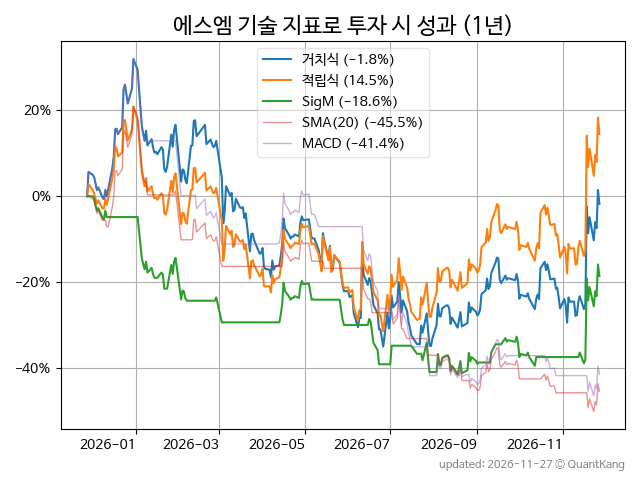 에스엠 기술 지표로 투자 시 성과 (1년)
거치식 (−1.8%)
적립식 (14.5%)
SigM (−18.6%)
SMA(20) (−45.5%)
MACD (−41.4%)
20%
0%
−20%
−40%
2026-01 2026-03 2026-05 2026-07 2026-09 2026-11
updated: 2026-11-27 © QuantKang